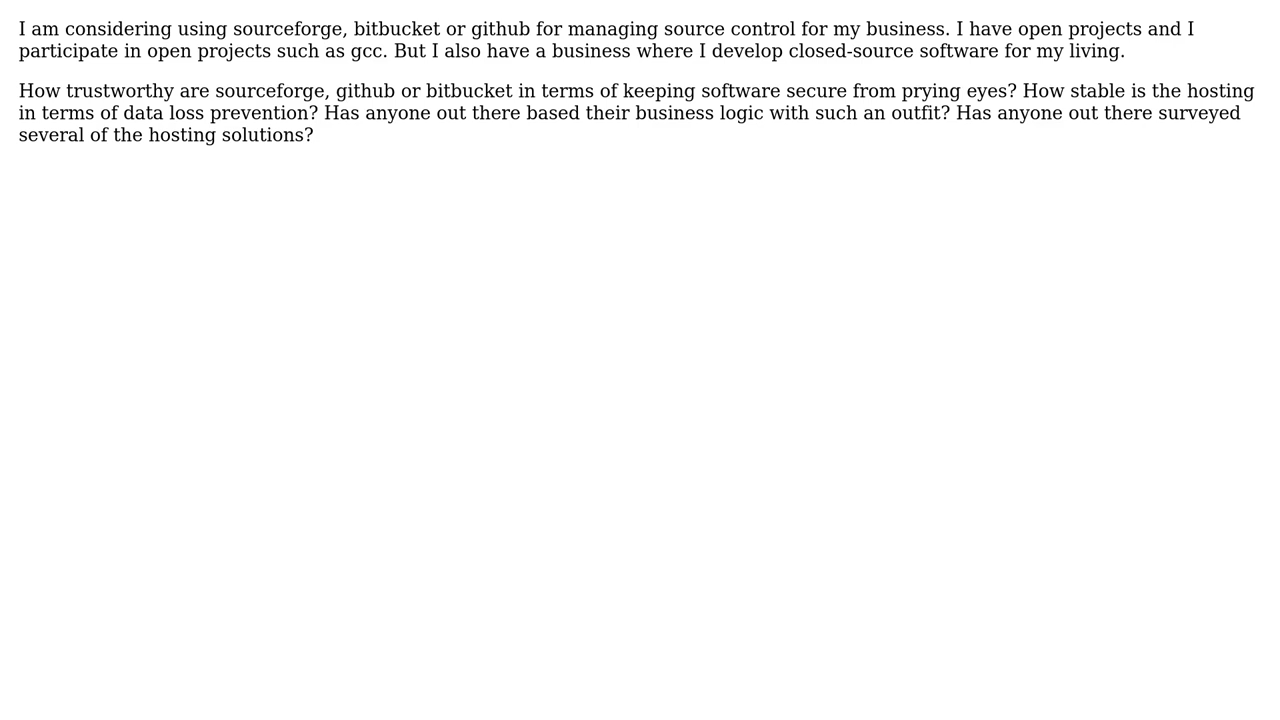 I am considering using sourceforge, bitbucket or github for managing source control for my business. I have open projects and I
participate in open projects such as gcc. But I also have a business where I develop closed-source software for my living.
How trustworthy are sourceforge, github or bitbucket in terms of keeping software secure from prying eyes? How stable is the hosting
in terms of data loss prevention? Has anyone out there based their business logic with such an outfit? Has anyone out there surveyed
several of the hosting solutions?